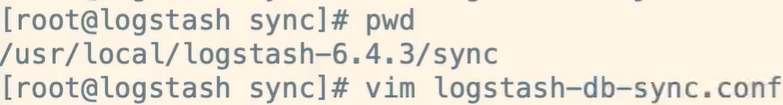 [root@logstash sync]# pwd
/usr/local/logstash-6.4.3/sync
[root@logstash sync]# vim logstash-db-sync.conf